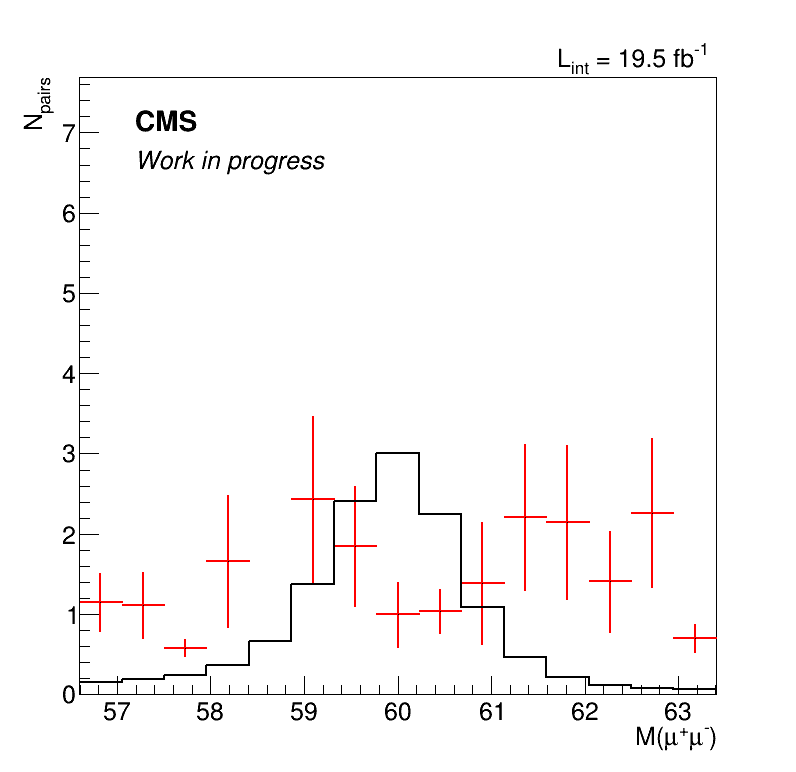 L_int = 19.5 fb⁻¹
N_pairs
CMS
Work in progress
7
6
5
4
3
2
1
0
57 58 59 60 61 62 63
M(μ⁺μ⁻)